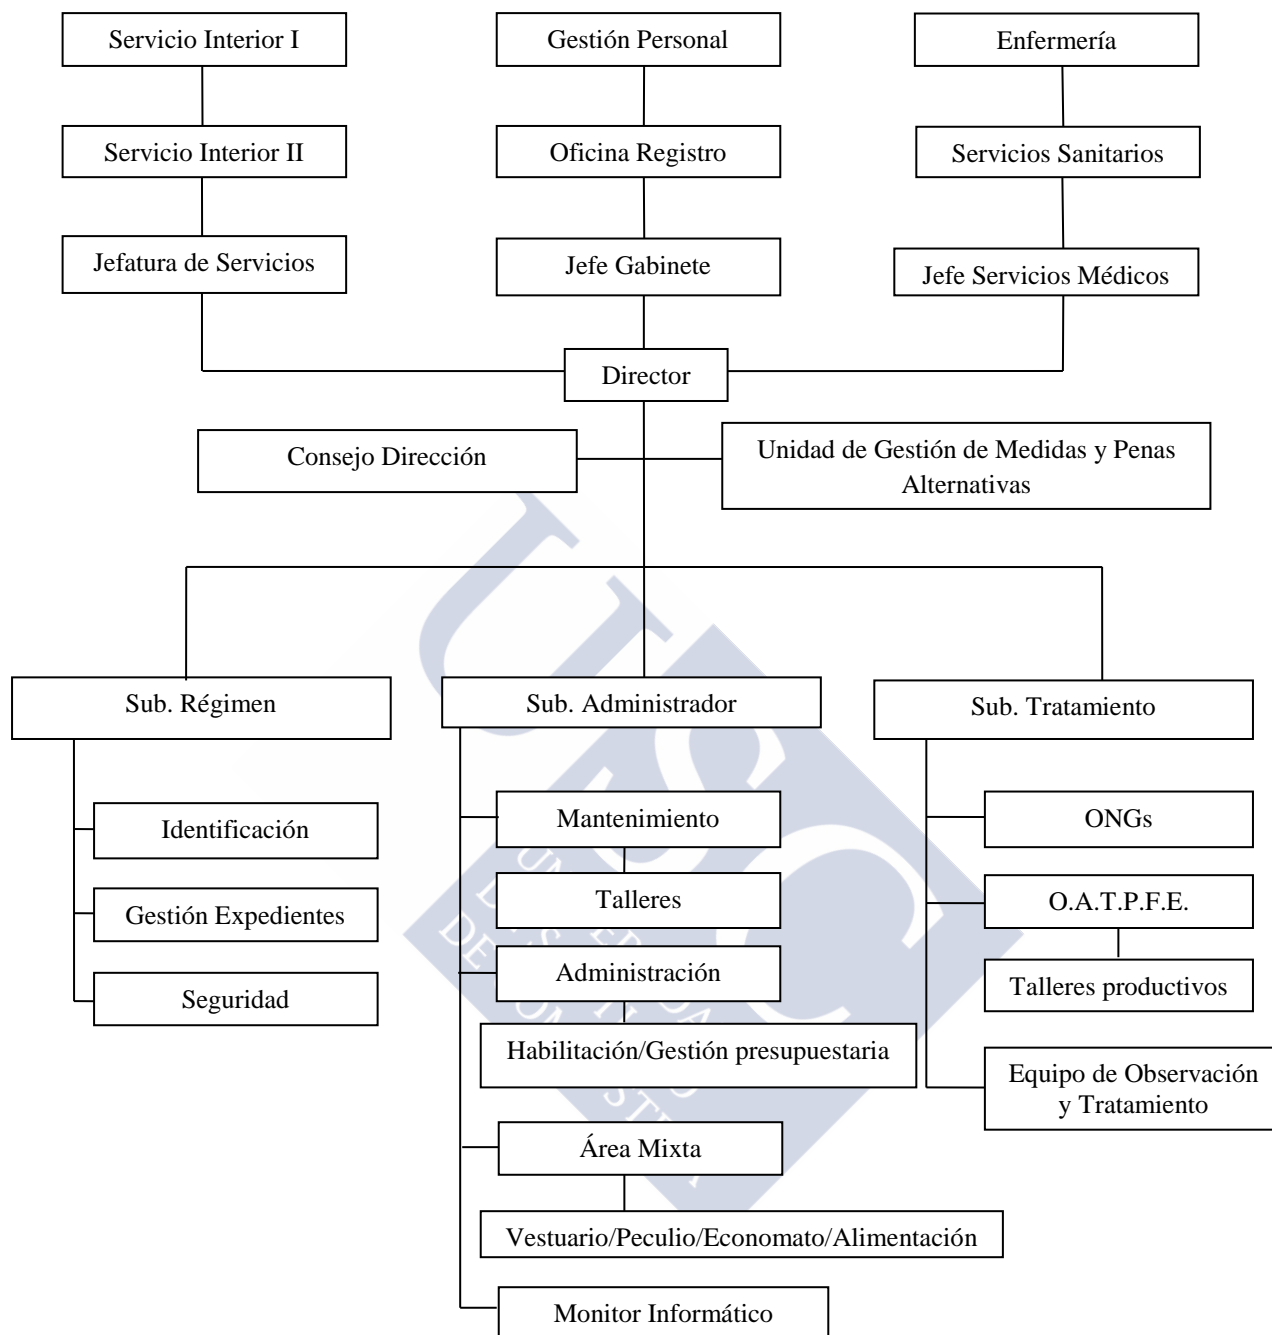 Servicio Interior I
Gestión Personal
Enfermería
Servicio Interior II
Oficina Registro
Servicios Sanitarios
Jefatura de Servicios
Jefe Gabinete
Jefe Servicios Médicos
Director
Consejo Dirección
Unidad de Gestión de Medidas y Penas
Alternativas
Sub. Régimen
Sub. Administrador
Sub. Tratamiento
Identificación
Mantenimiento
ONGs
Gestión Expedientes
Talleres
O.A.T.P.F.E.
Seguridad
Administración
Talleres productivos
Habilitación/Gestión presupuestaria
Equipo de Observación
y Tratamiento
Área Mixta
Vestuario/Peculio/Economato/Alimentación
Monitor Informático
USC